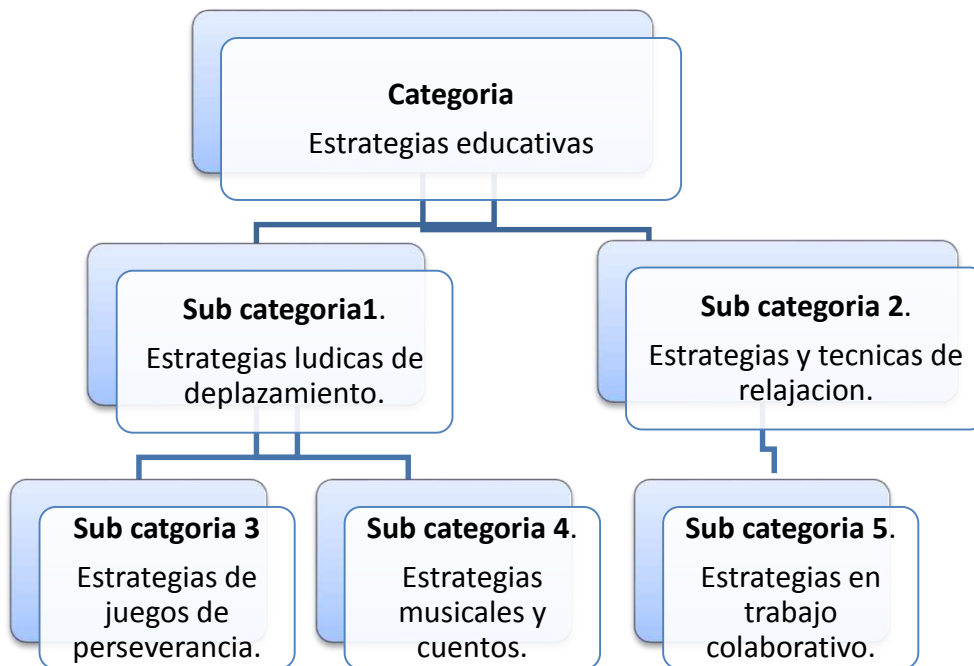 Categoria
Estrategias educativas
Sub categoria1.
Estrategias ludicas de
deplazamiento.
Sub categoria 2.
Estrategias y tecnicas de
relajacion.
Sub catgoria 3
Estrategias de
juegos de
perseverancia.
Sub categoria 4.
Estrategias
musicales y
cuentos.
Sub categoria 5.
Estrategias en
trabajo
colaborativo.